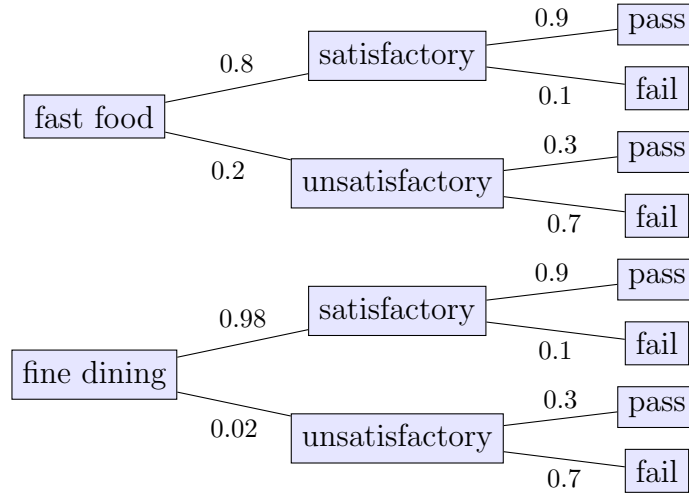 fast food
0.8
satisfactory
0.9
pass
0.1
fail
0.2
unsatisfactory
0.3
pass
0.7
fail
fine dining
0.98
satisfactory
0.9
pass
0.1
fail
0.02
unsatisfactory
0.3
pass
0.7
fail